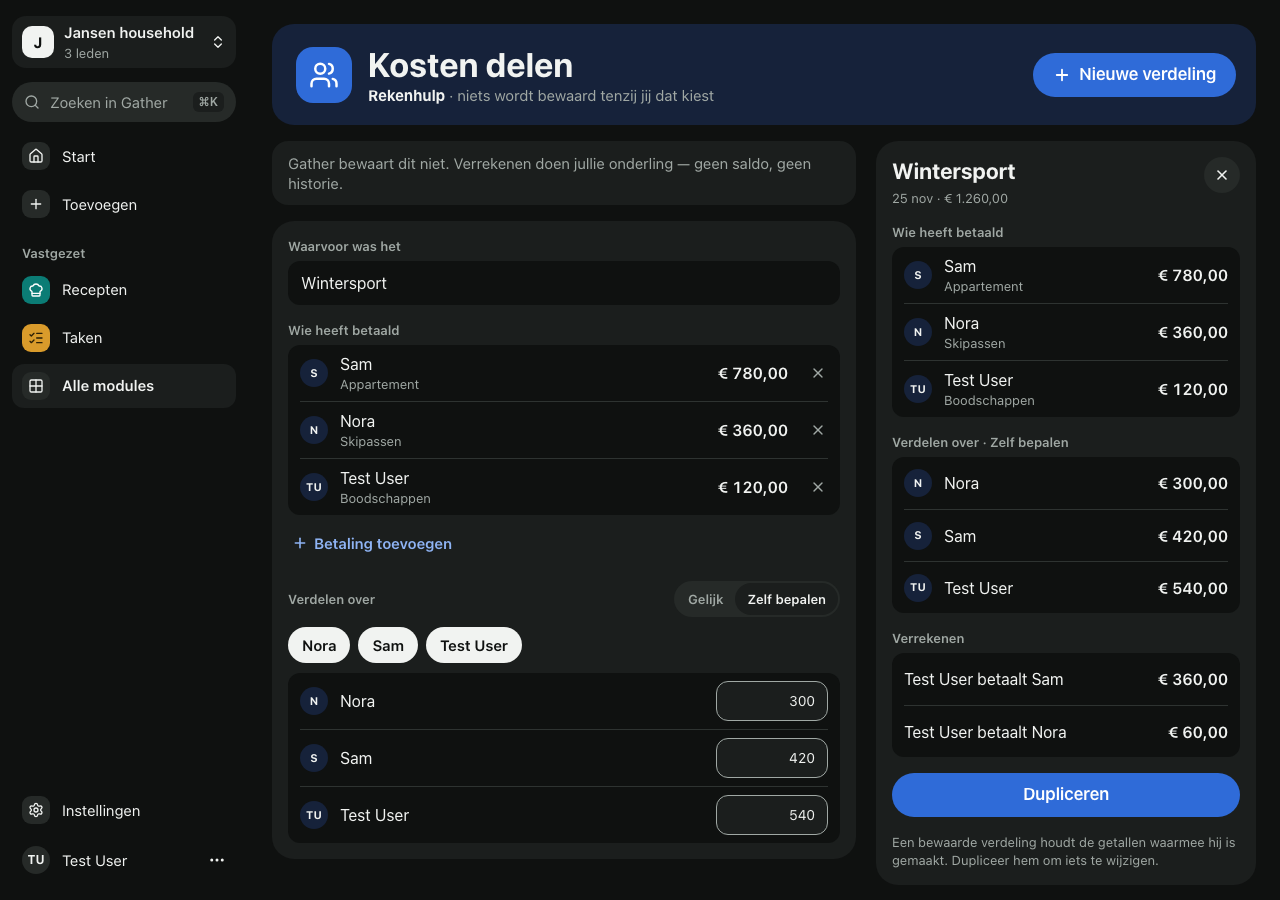 J
Jansen household
3 leden
Zoeken in Gather
⌘K
Start
Toevoegen
Vastgezet
Recepten
Taken
Alle modules
Instellingen
TU
Test User
Kosten delen
Rekenhulp · niets wordt bewaard tenzij jij dat kiest
Nieuwe verdeling
Gather bewaart dit niet. Verrekenen doen jullie onderling — geen saldo, geen
historie.
Waarvoor was het
Wintersport
Wie heeft betaald
S
Sam
Appartement
€ 780,00
N
Nora
Skipassen
€ 360,00
TU
Test User
Boodschappen
€ 120,00
Betaling toevoegen
Verdelen over
Gelijk
Zelf bepalen
Nora
Sam
Test User
N
Nora
300
S
Sam
420
TU
Test User
540
Wintersport
25 nov · € 1.260,00
Wie heeft betaald
S
Sam
Appartement
€ 780,00
N
Nora
Skipassen
€ 360,00
TU
Test User
Boodschappen
€ 120,00
Verdelen over · Zelf bepalen
N
Nora
€ 300,00
S
Sam
€ 420,00
TU
Test User
€ 540,00
Verrekenen
Test User betaalt Sam
€ 360,00
Test User betaalt Nora
€ 60,00
Dupliceren
Een bewaarde verdeling houdt de getallen waarmee hij is
gemaakt. Dupliceer hem om iets te wijzigen.